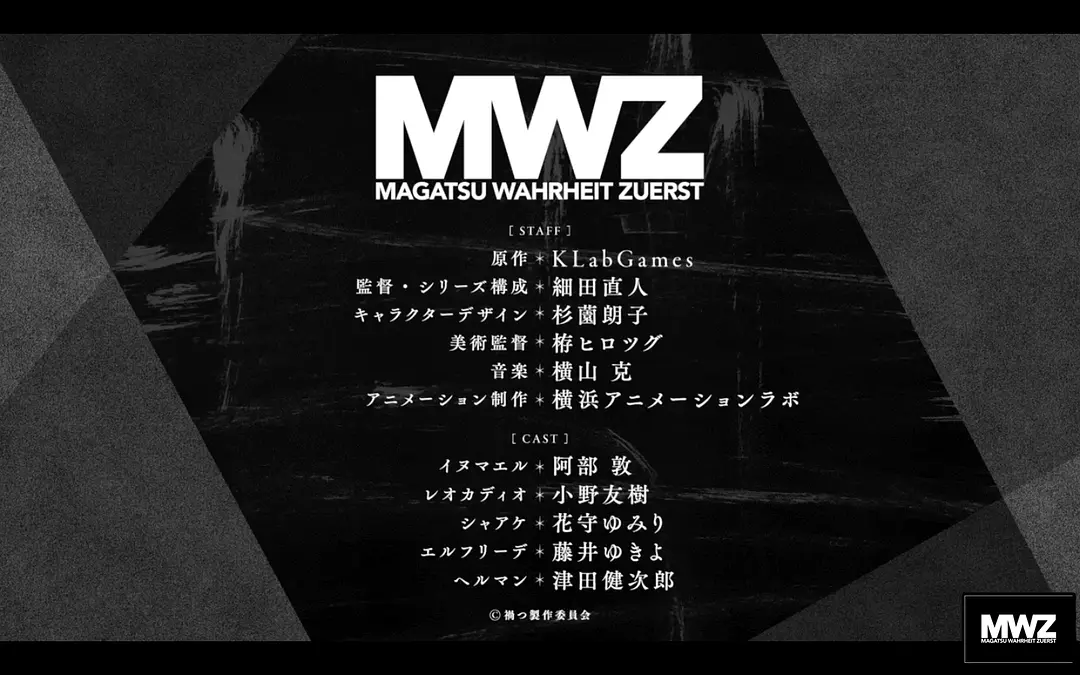 MWZ
MAGATSU WAHRHEIT ZUERST
[ STAFF ]
原作 * KLabGames
監督・シリーズ構成 * 細田直人
キャラクターデザイン * 杉薗朗子
美術監督 * 栫ヒロツグ
音楽 * 横山 克
アニメーション制作 * 横浜アニメーションラボ
[ CAST ]
イヌマエル * 阿部 敦
レオカディオ * 小野友樹
シャアケ * 花守ゆみり
エルフリーデ * 藤井ゆきよ
ヘルマン * 津田健次郎
© 禍つ製作委員会
MWZ
MAGATSU WAHRHEIT ZUERST